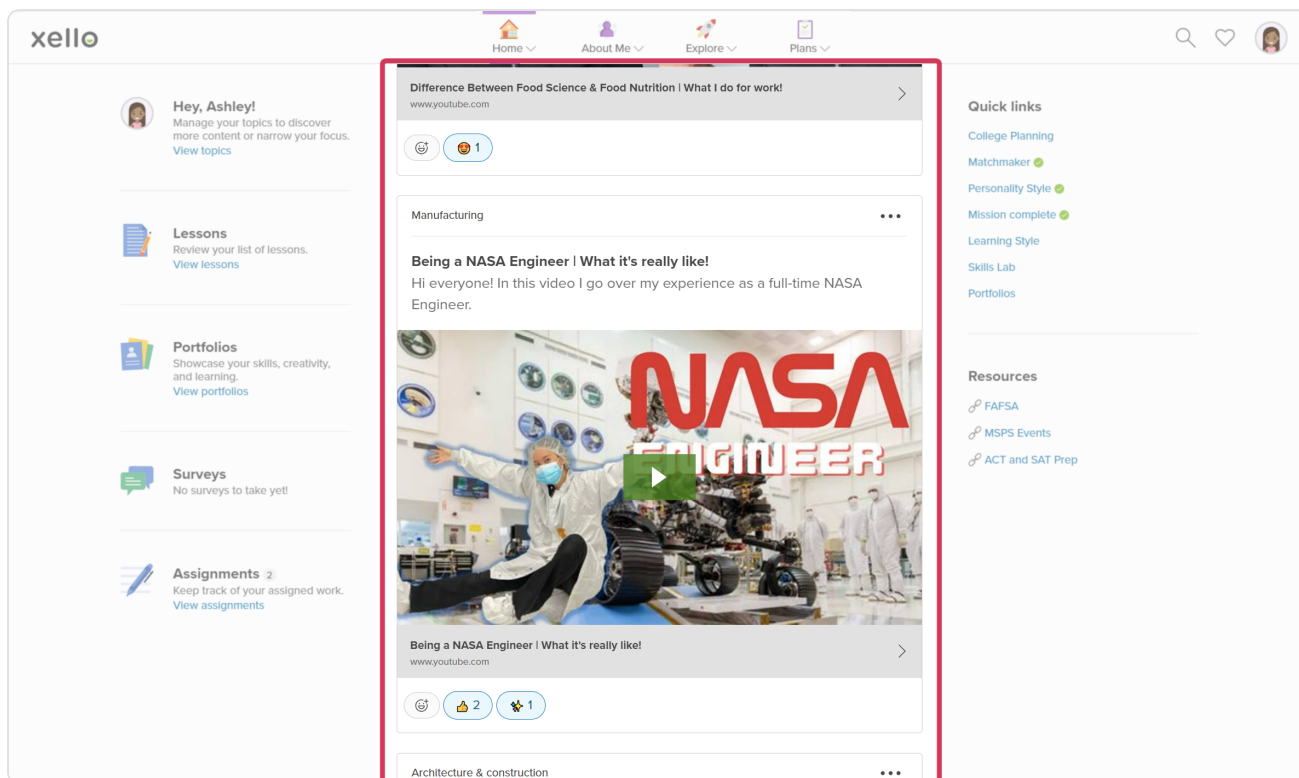 xello
Home
About Me
Explore
Plans
Hey, Ashley!
Manage your topics to discover
more content or narrow your focus.
View topics
Lessons
Review your list of lessons.
View lessons
Portfolios
Showcase your skills, creativity,
and learning.
View portfolios
Surveys
No surveys to take yet!
Assignments 2
Keep track of your assigned work.
View assignments
Difference Between Food Science & Food Nutrition | What I do for work!
www.youtube.com
1
Manufacturing
Being a NASA Engineer | What it's really like!
Hi everyone! In this video I go over my experience as a full-time NASA
Engineer.
NASA
ENGINEER
Being a NASA Engineer | What it's really like!
www.youtube.com
2
1
Architecture & construction
Quick links
College Planning
Matchmaker
Personality Style
Mission complete
Learning Style
Skills Lab
Portfolios
Resources
FAFSA
MSPS Events
ACT and SAT Prep